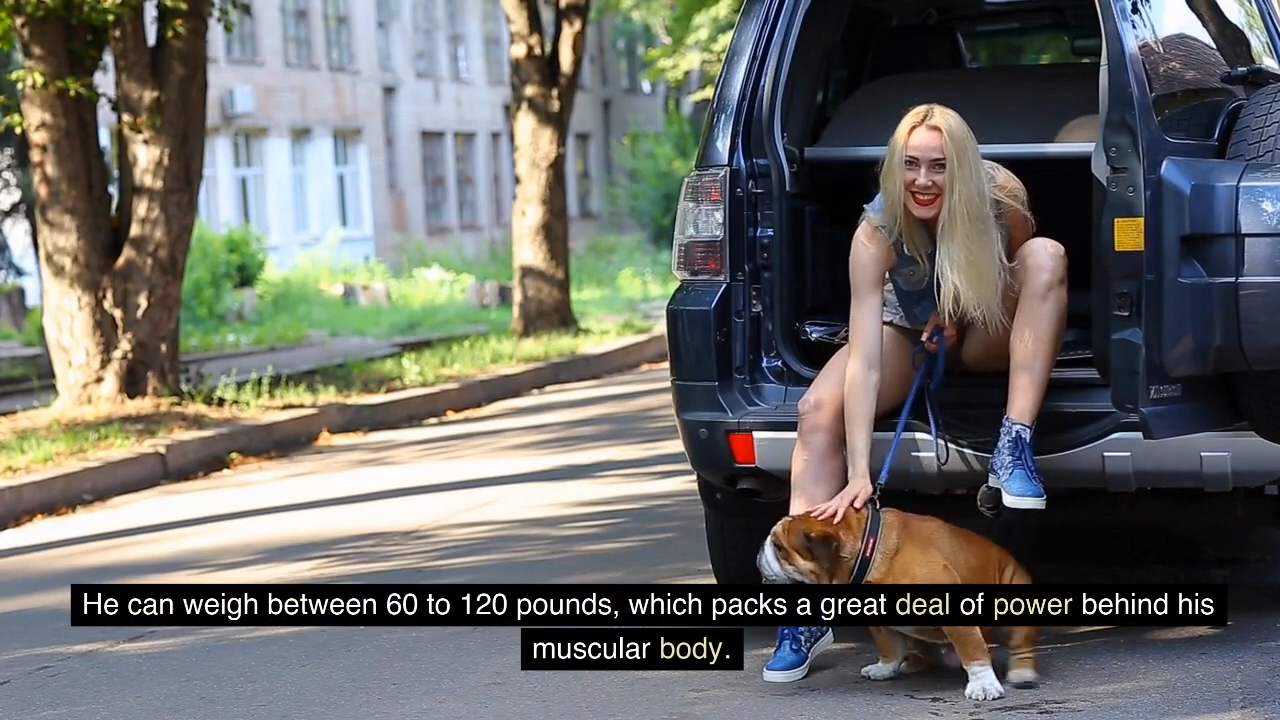 He can weigh between 60 to 120 pounds, which packs a great deal of power behind his
muscular body.